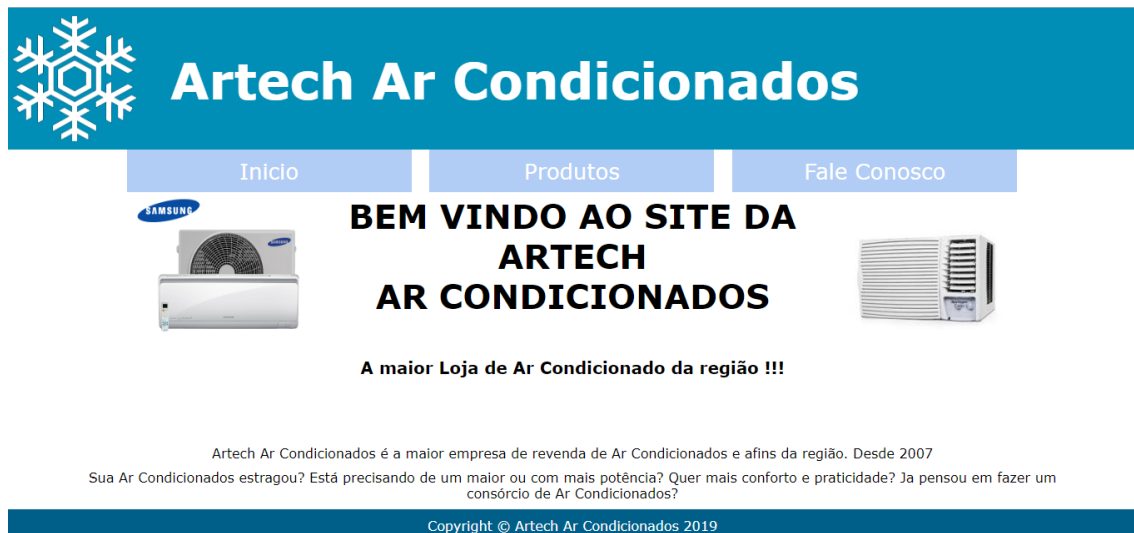 Artech Ar Condicionados
Inicio
Produtos
Fale Conosco
SAMSUNG
BEM VINDO AO SITE DA
ARTECH
AR CONDICIONADOS
A maior Loja de Ar Condicionado da região !!!
Artech Ar Condicionados é a maior empresa de revenda de Ar Condicionados e afins da região. Desde 2007
Sua Ar Condicionados estragou? Está precisando de um maior ou com mais potência? Quer mais conforto e praticidade? Ja pensou em fazer um
consórcio de Ar Condicionados?
Copyright © Artech Ar Condicionados 2019